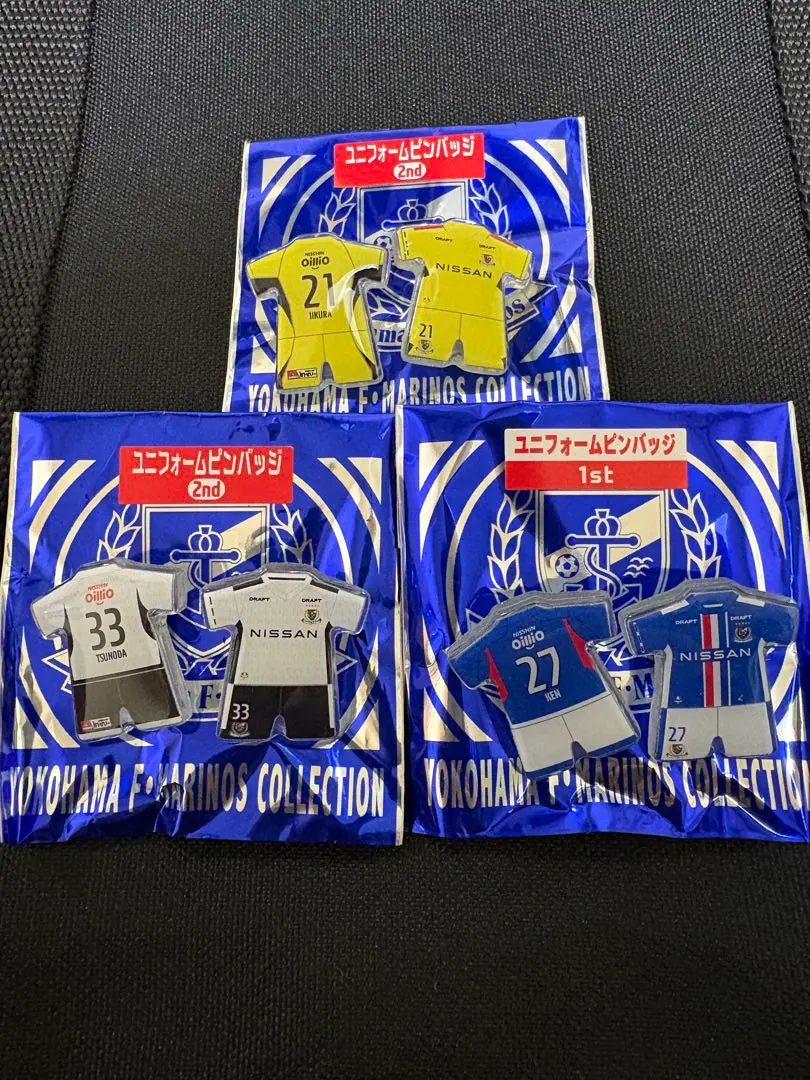 ユニフォームピンバッジ
2nd
NISSHIN
OilliO
21
IIKURA
DRAFT
DRAFT
NISSAN
21
YOKOHAMA F•MARINOS COLLECTION
ユニフォームピンバッジ
2nd
NISSHIN
OilliO
33
TSUNODA
DRAFT
DRAFT
NISSAN
33
YOKOHAMA F•MARINOS COLLECTION
ユニフォームピンバッジ
1st
NISSHIN
OilliO
27
KEN
DRAFT
DRAFT
NISSAN
27
YOKOHAMA F•MARINOS COLLECTION